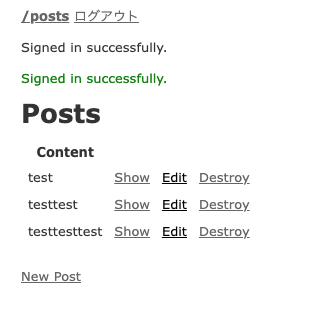 /posts ログアウト
Signed in successfully.
Signed in successfully.
Posts
Content
test Show Edit Destroy
testtest Show Edit Destroy
testtesttest Show Edit Destroy
New Post